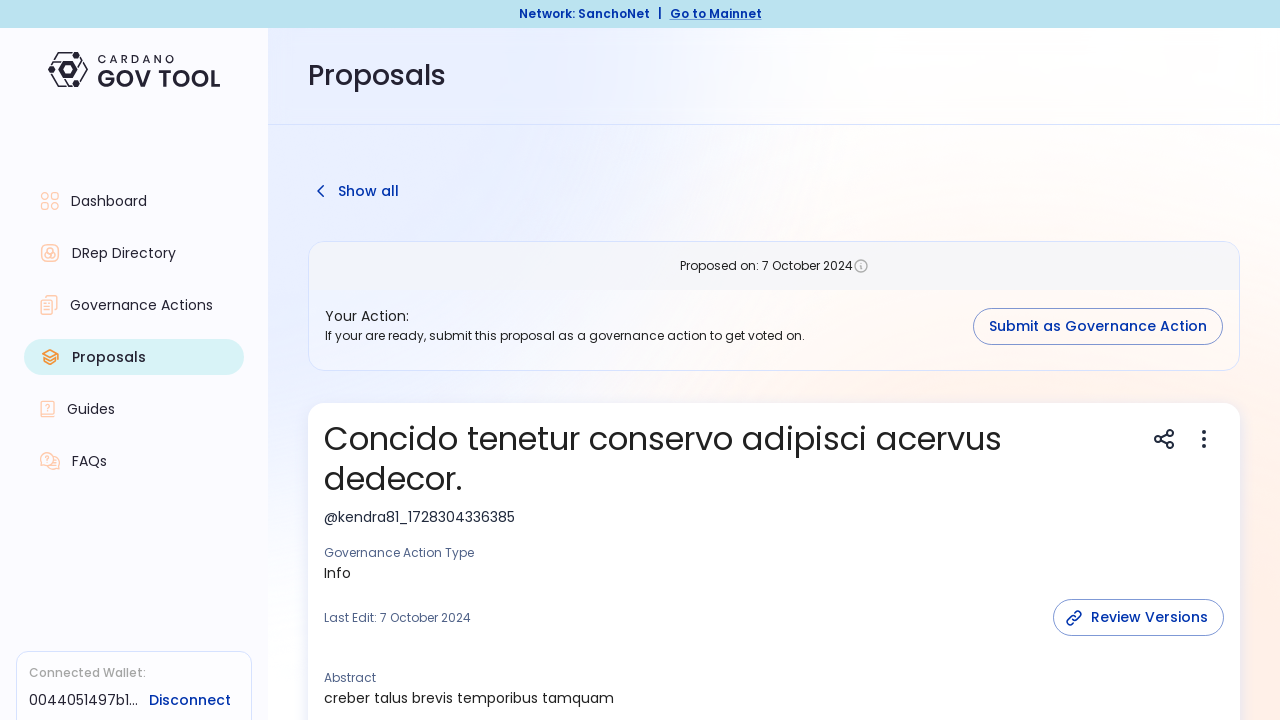 Network: SanchoNet | Go to Mainnet
CARDANO
GOV TOOL
Proposals
Dashboard
DRep Directory
Governance Actions
Proposals
Guides
FAQs
Connected Wallet:
0044051497b1... Disconnect
Show all
Proposed on: 7 October 2024
Your Action:
If you are ready, submit this proposal as a governance action to get voted on.
Submit as Governance Action
Concido tenetur conservo adipisci acervus
dedecor.
@kendra81_1728304336385
Governance Action Type
Info
Last Edit: 7 October 2024
Review Versions
Abstract
creber talus brevis temporibus tamquam